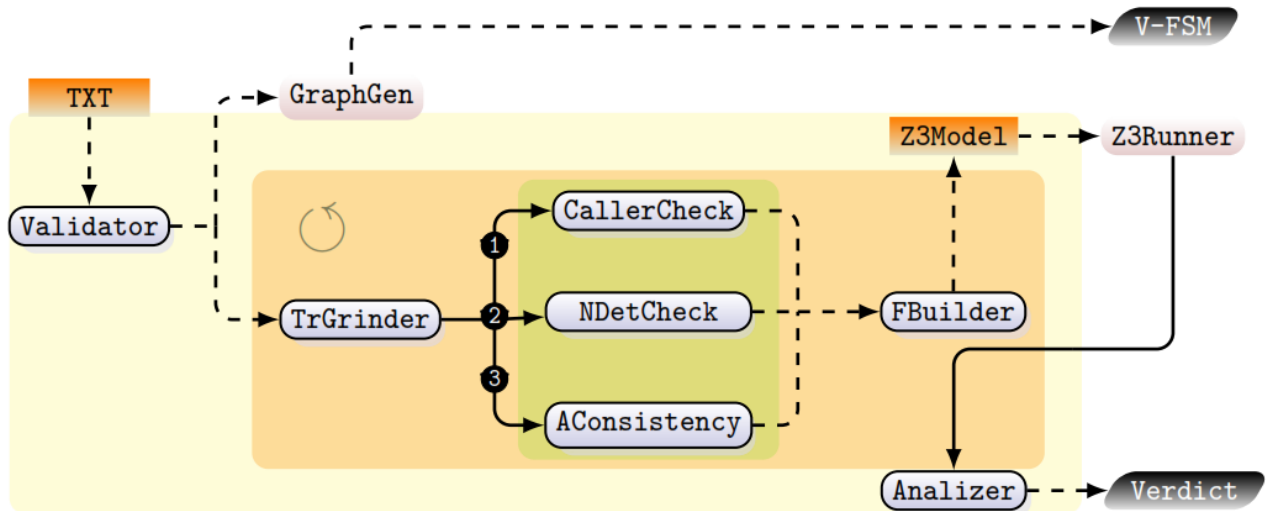 V-FSM
TXT
GraphGen
Z3Model
Z3Runner
Validator
CallerCheck
1
TrGrinder
2
NDetCheck
FBuilder
3
AConsistency
Analizer
Verdict